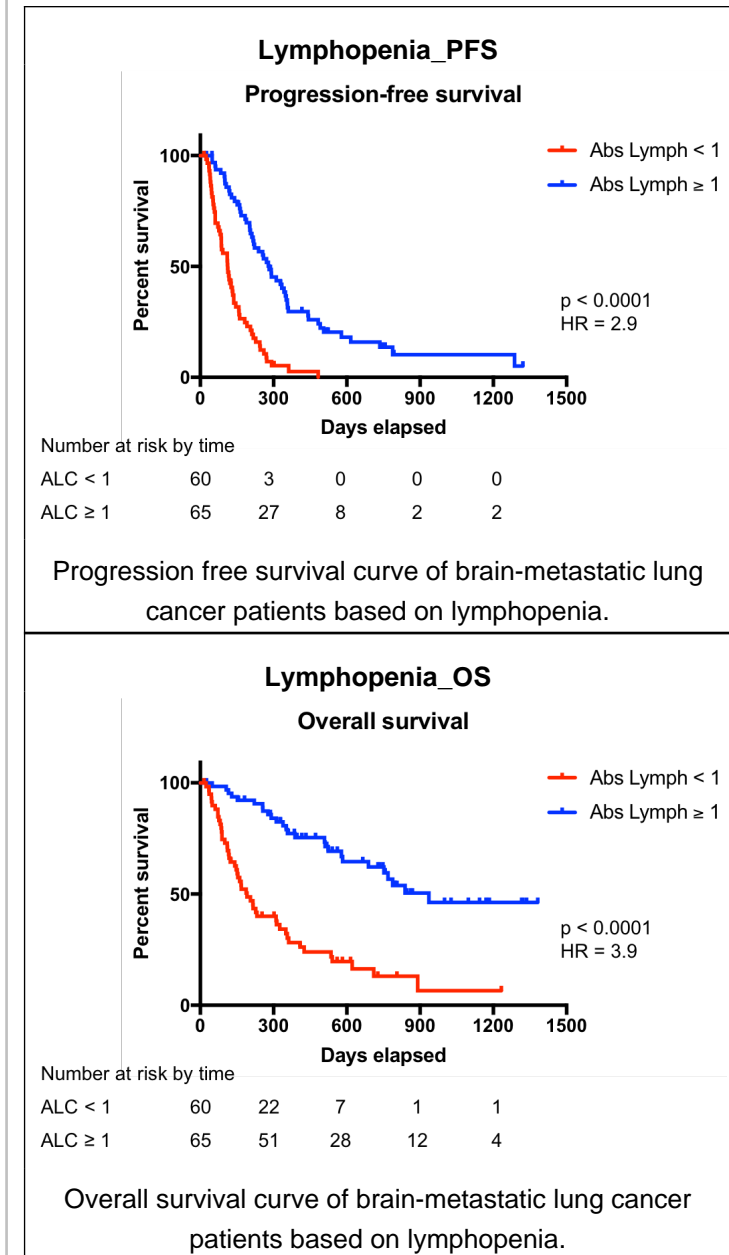 Lymphopenia_PFS
Progression-free survival
Abs Lymph < 1
Abs Lymph ≥ 1
Percent survival
100
50
0
p < 0.0001
HR = 2.9
0 300 600 900 1200 1500
Days elapsed
Number at risk by time
ALC < 1 60 3 0 0 0
ALC ≥ 1 65 27 8 2 2
Progression free survival curve of brain-metastatic lung
cancer patients based on lymphopenia.
Lymphopenia_OS
Overall survival
Abs Lymph < 1
Abs Lymph ≥ 1
Percent survival
100
50
0
p < 0.0001
HR = 3.9
0 300 600 900 1200 1500
Days elapsed
Number at risk by time
ALC < 1 60 22 7 1 1
ALC ≥ 1 65 51 28 12 4
Overall survival curve of brain-metastatic lung cancer
patients based on lymphopenia.